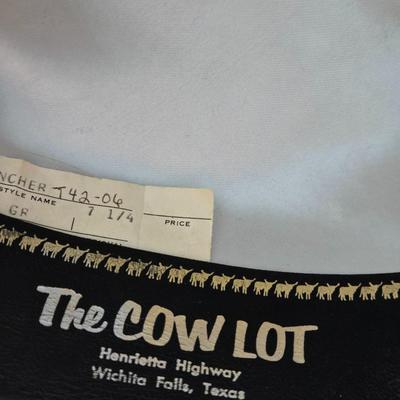 NCHER T42-06
STYLE NAME
GR 7 1/4 PRICE
The COW LOT
Henrietta Highway
Wichita Falls, Texas